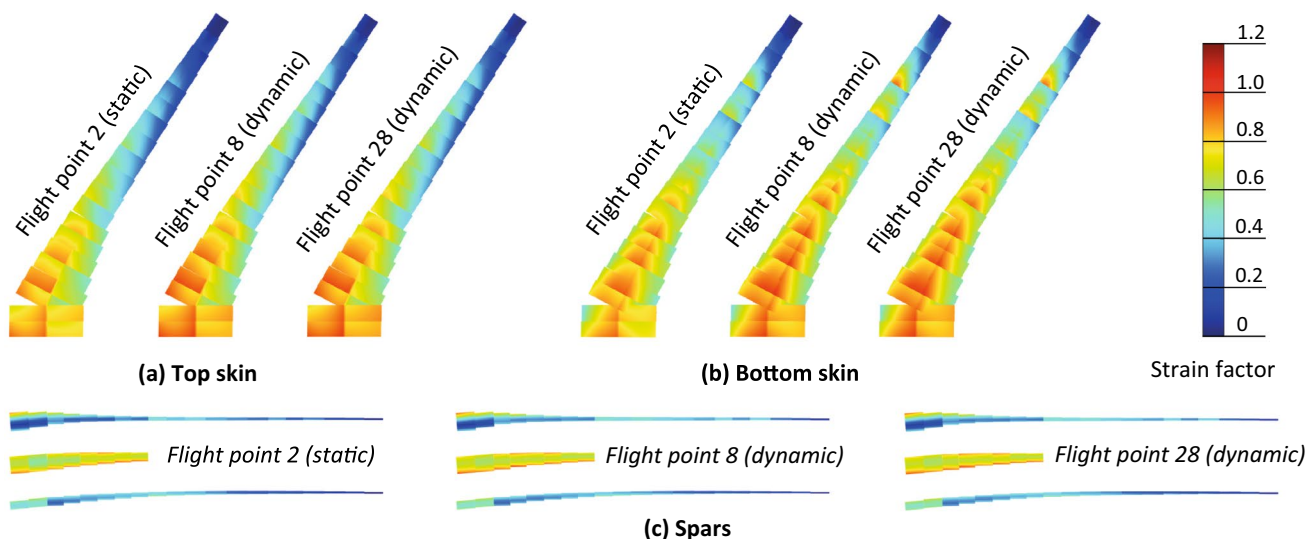 Flight point 2 (static)
Flight point 8 (dynamic)
Flight point 28 (dynamic)
(a) Top skin
Flight point 2 (static)
Flight point 8 (dynamic)
Flight point 28 (dynamic)
(b) Bottom skin
1.2
1.0
0.8
0.6
0.4
0.2
0
Strain factor
Flight point 2 (static)
Flight point 8 (dynamic)
Flight point 28 (dynamic)
(c) Spars